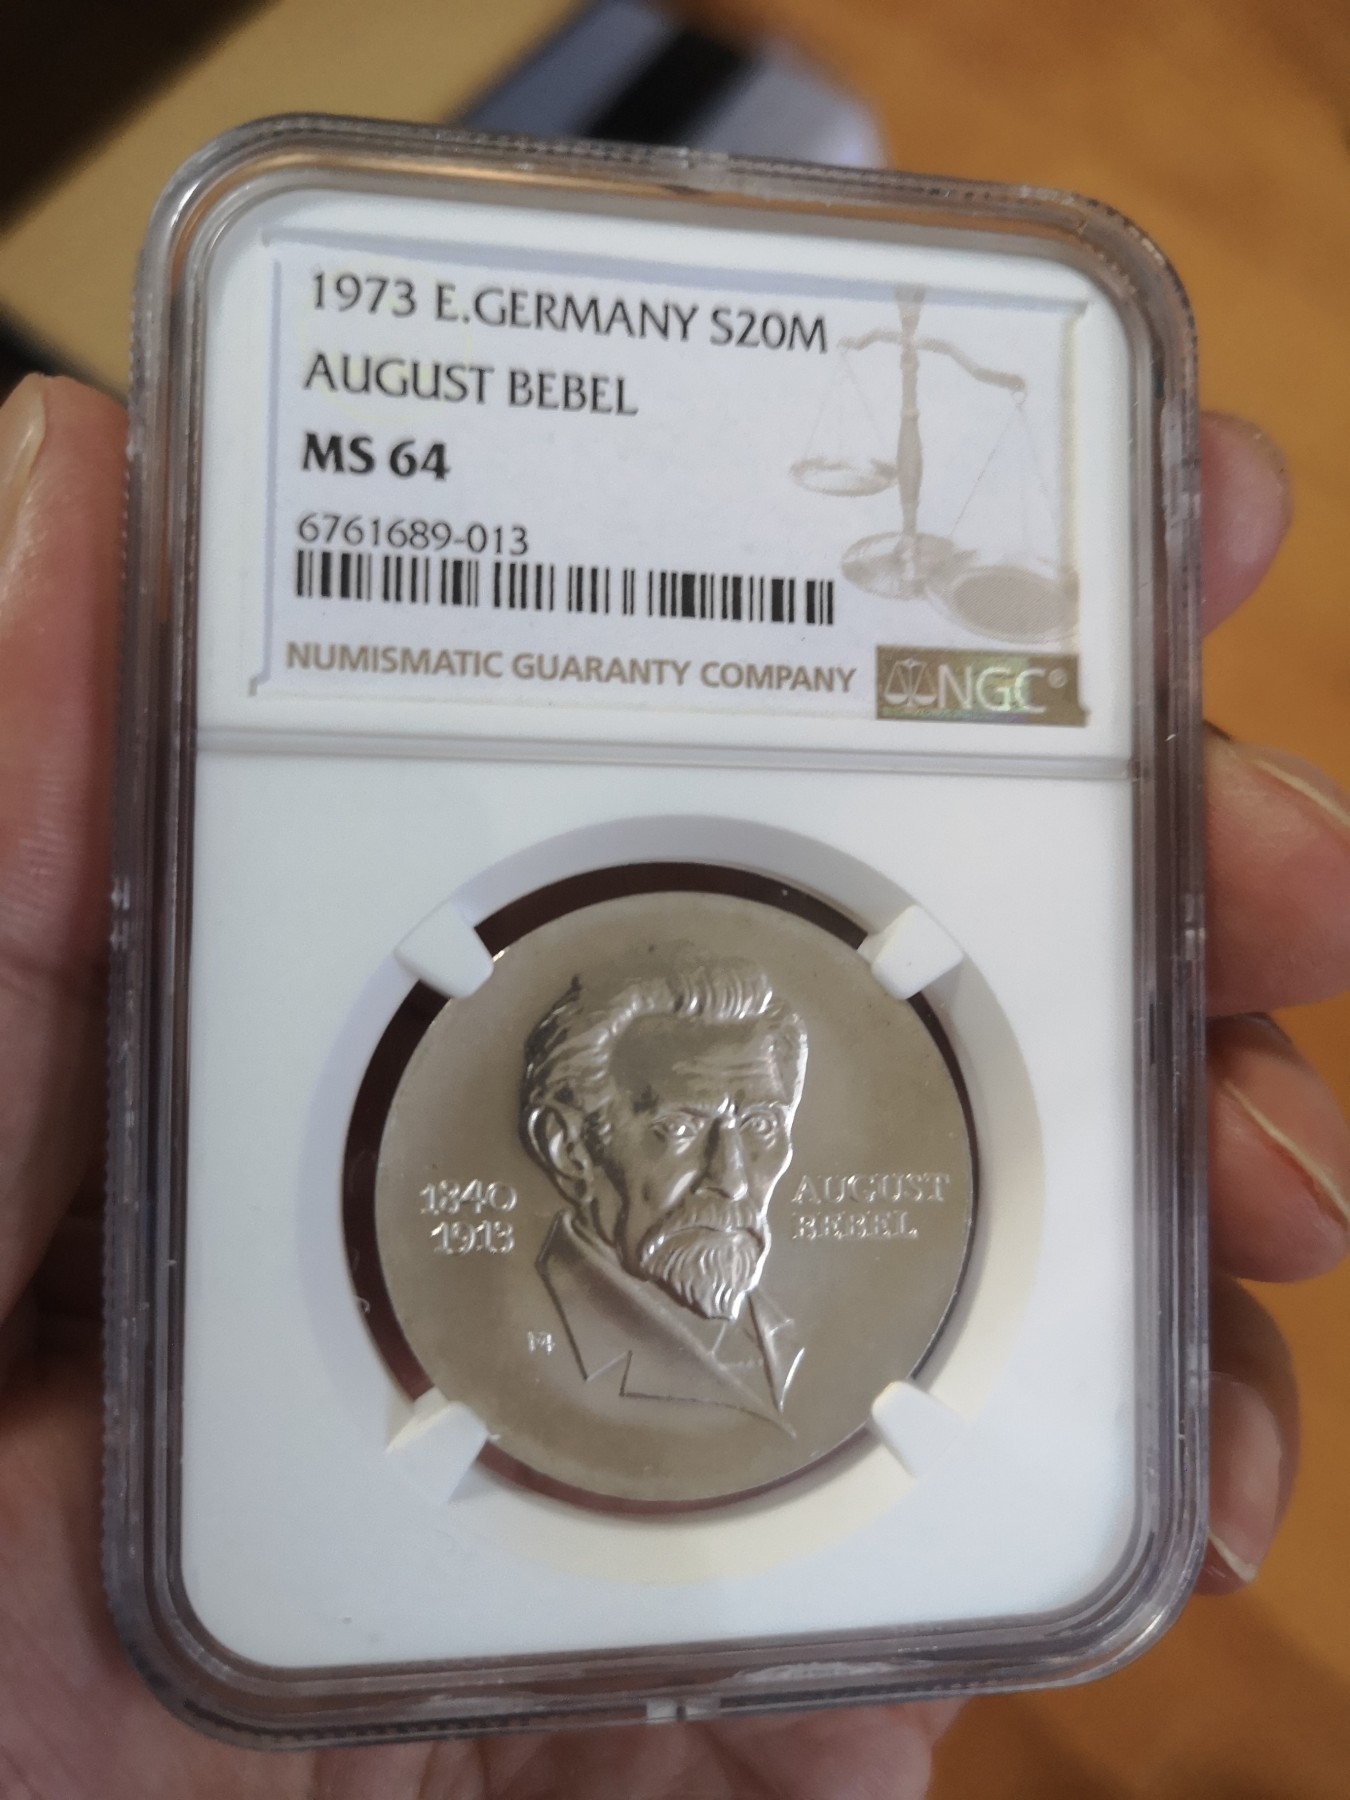 1973 E.GERMANY S20M
AUGUST BEBEL
MS 64
6761689-013
NUMISMATIC GUARANTY COMPANY
NGC®
1840
1913
AUGUST
BEBEL